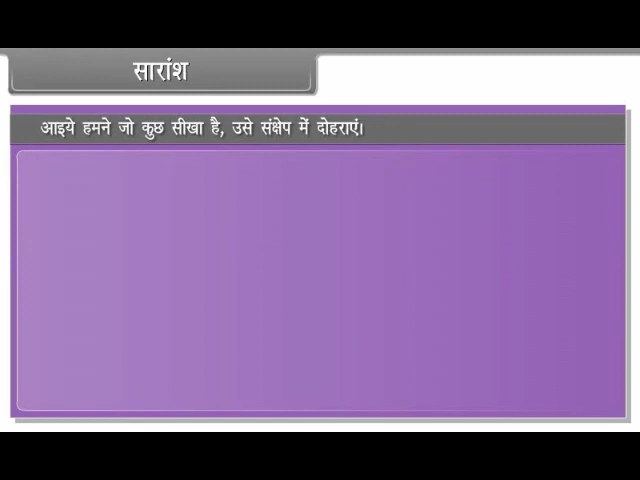 सारांश
आइये हमने जो कुछ सीखा है, उसे संक्षेप में दोहराएं।